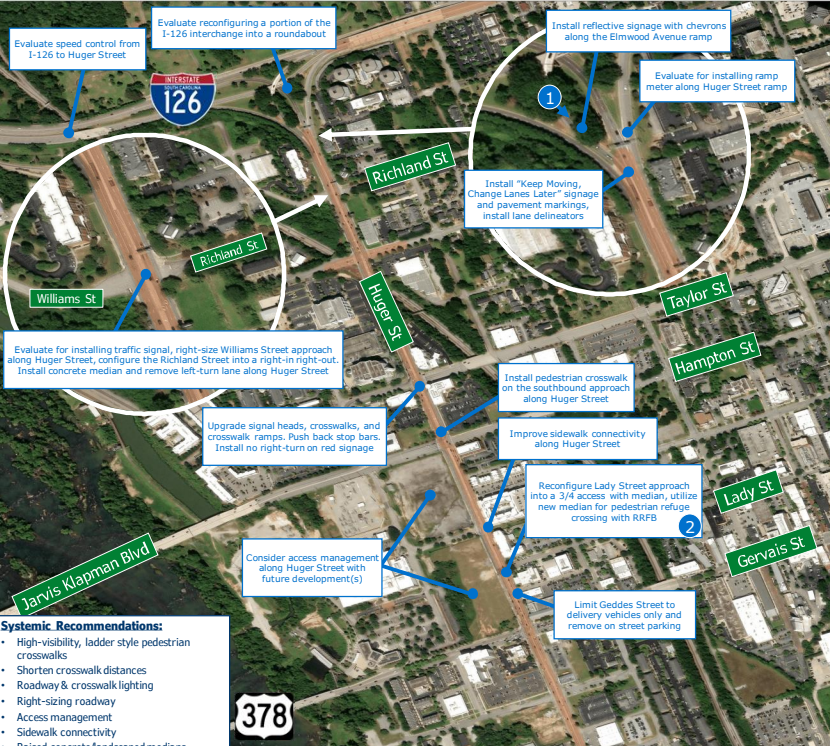 Evaluate reconfiguring a portion of the
I-126 interchange into a roundabout
Install reflective signage with chevrons
along the Elmwood Avenue ramp
Evaluate speed control from
I-126 to Huger Street
Evaluate for installing ramp
meter along Huger Street ramp
INTERSTATE
SOUTH CAROLINA
126
1
Richland St
Install "Keep Moving,
Change Lanes Later" signage
and pavement markings,
install lane delineators
Richland St
Williams St
Huger St
Taylor St
Hampton St
Evaluate for installing traffic signal, right-size Williams Street approach
along Huger Street, configure the Richland Street into a right-in right-out.
Install concrete median and remove left-turn lane along Huger Street
Install pedestrian crosswalk
on the southbound approach
along Huger Street
Upgrade signal heads, crosswalks, and
crosswalk ramps. Push back stop bars.
Install no right-turn on red signage
Improve sidewalk connectivity
along Huger Street
Reconfigure Lady Street approach
into a 3/4 access with median, utilize
new median for pedestrian refuge
crossing with RRFB
2
Lady St
Gervais St
Jarvis Klapman Blvd
Consider access management
along Huger Street with
future development(s)
Limit Geddes Street to
delivery vehicles only and
remove on street parking
Systemic Recommendations:
• High-visibility, ladder style pedestrian
crosswalks
• Shorten crosswalk distances
• Roadway & crosswalk lighting
• Right-sizing roadway
• Access management
• Sidewalk connectivity
• Raised concrete/landscaped medians
378